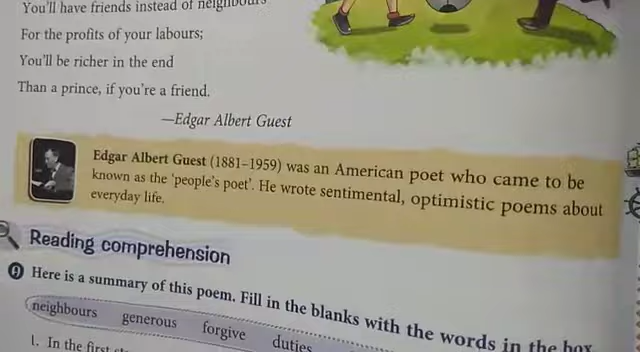 You'll have friends instead of neighbours
For the profits of your labours;
You'll be richer in the end
Than a prince, if you're a friend.
—Edgar Albert Guest
Edgar Albert Guest (1881–1959) was an American poet who came to be
known as the 'people's poet'. He wrote sentimental, optimistic poems about
everyday life.
Reading comprehension
A Here is a summary of this poem. Fill in the blanks with the words in the box.
neighbours generous forgive duties
1. In the first